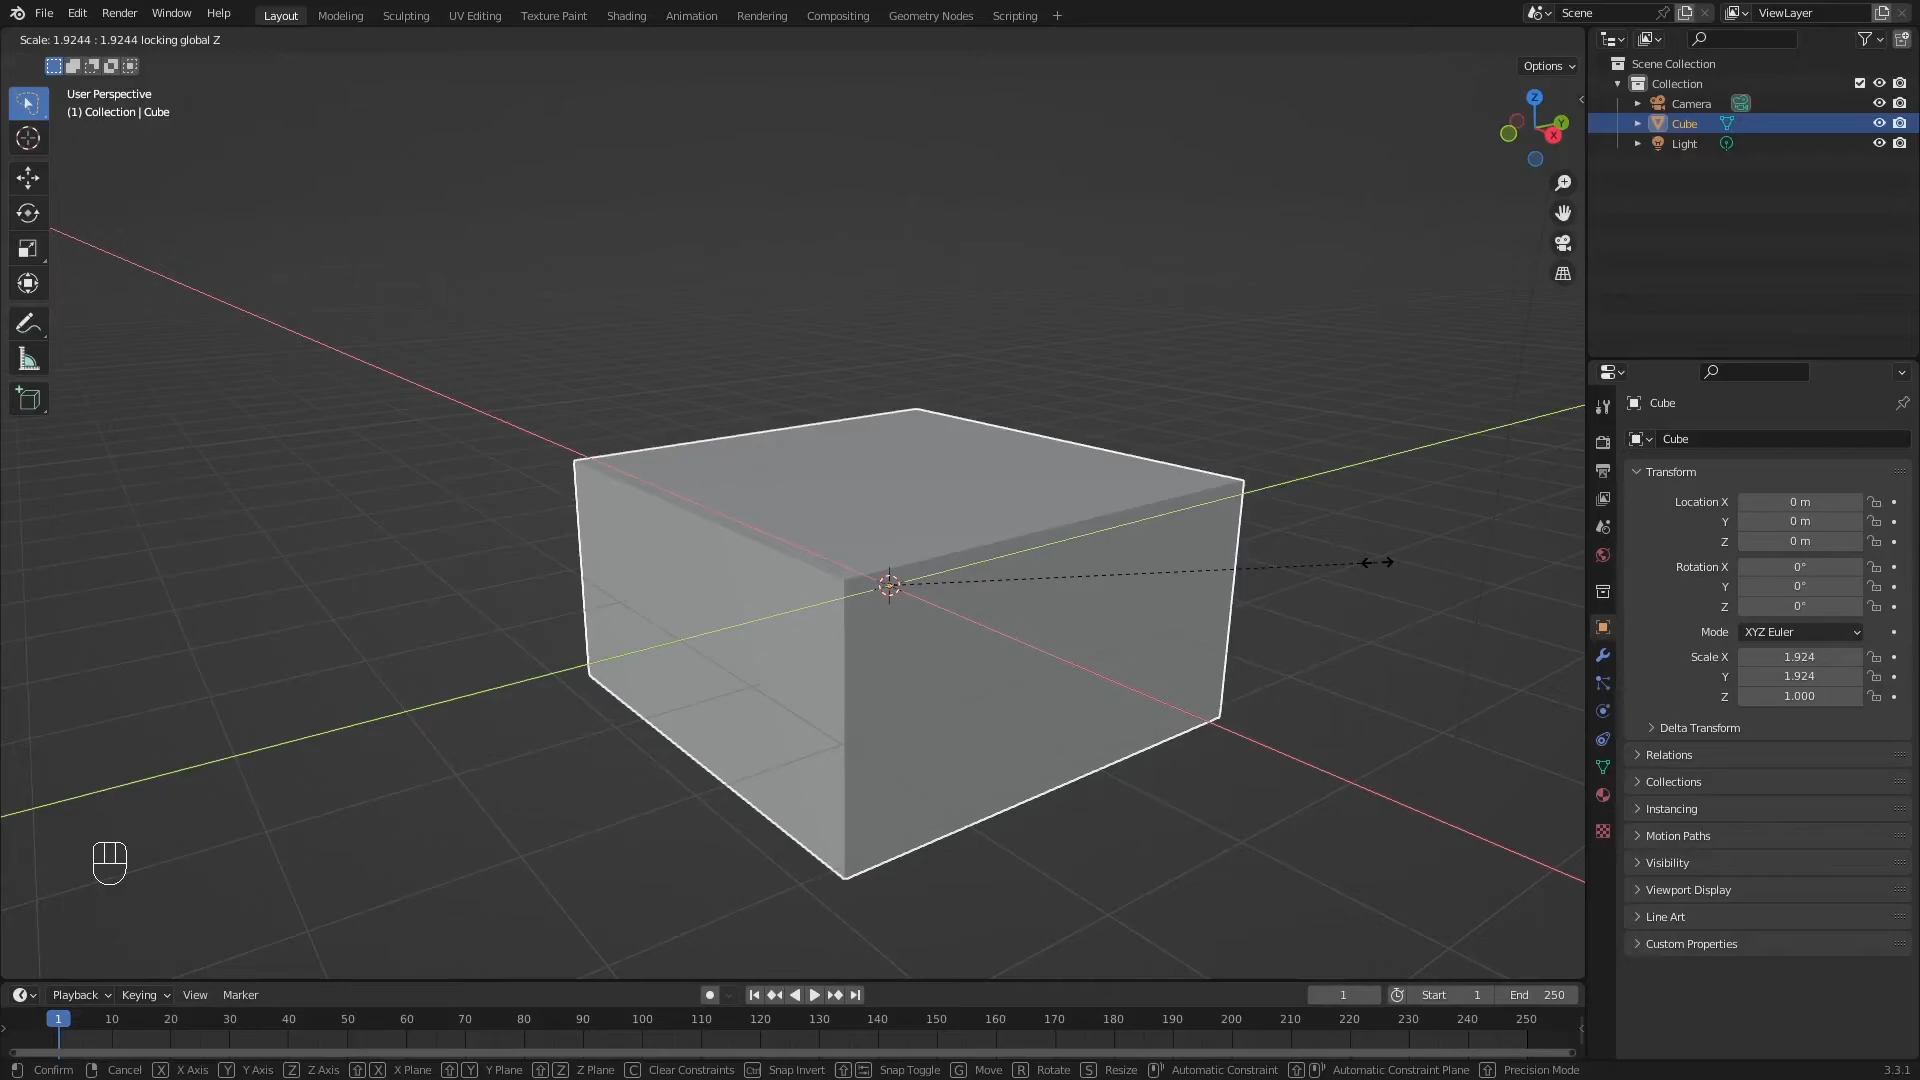 File Edit Render Window Help Layout Modeling Sculpting UV Editing Texture Paint Shading Animation Rendering Compositing Geometry Nodes Scripting + Scene ViewLayer
Scale: 1.9244 : 1.9244 locking global Z
Options
User Perspective
(1) Collection | Cube
Z
Y
X
Scene Collection
Collection
Camera
Cube
Light
Cube
Cube
Transform
Location X 0 m
Y 0 m
Z 0 m
Rotation X 0°
Y 0°
Z 0°
Mode XYZ Euler
Scale X 1.924
Y 1.924
Z 1.000
Delta Transform
Relations
Collections
Instancing
Motion Paths
Visibility
Viewport Display
Line Art
Custom Properties
Playback Keying View Marker 1 Start 1 End 250
1 10 20 30 40 50 60 70 80 90 100 110 120 130 140 150 160 170 180 190 200 210 220 230 240 250
Confirm Cancel X X Axis Y Y Axis Z Z Axis X X Plane Y Y Plane Z Z Plane C Clear Constraints Ctrl Snap Invert Snap Toggle G Move R Rotate S Resize Automatic Constraint Automatic Constraint Plane Precision Mode 3.3.1